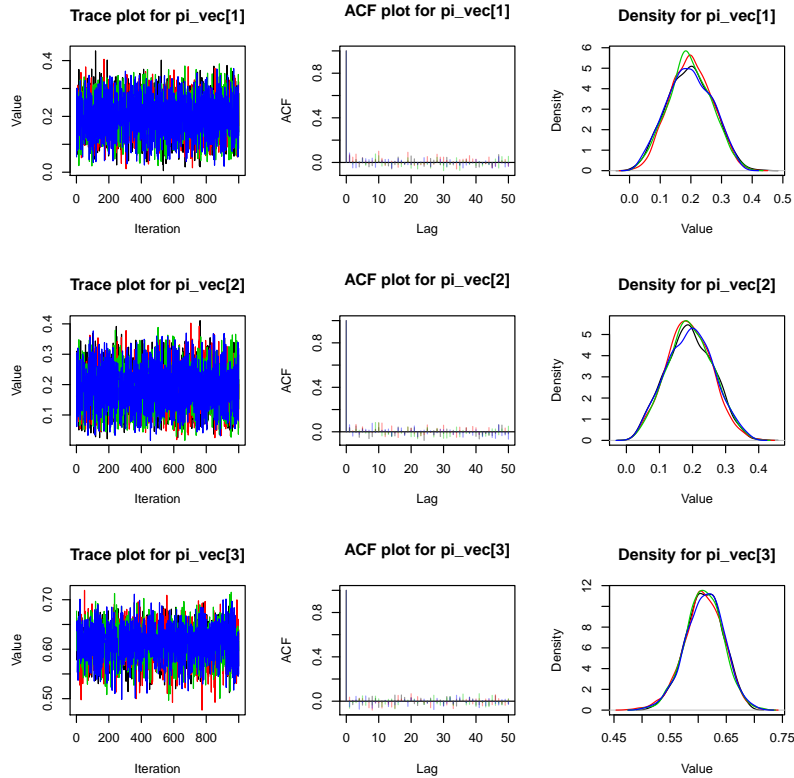 Trace plot for pi_vec[1]
Value
0.0 0.2 0.4
0 200 400 600 800
Iteration
ACF plot for pi_vec[1]
ACF
0.0 0.4 0.8
0 10 20 30 40 50
Lag
Density for pi_vec[1]
Density
0 1 2 3 4 5 6
0.0 0.1 0.2 0.3 0.4 0.5
Value
Trace plot for pi_vec[2]
Value
0.1 0.2 0.3 0.4
0 200 400 600 800
Iteration
ACF plot for pi_vec[2]
ACF
0.0 0.4 0.8
0 10 20 30 40 50
Lag
Density for pi_vec[2]
Density
0 1 2 3 4 5
0.0 0.1 0.2 0.3 0.4
Value
Trace plot for pi_vec[3]
Value
0.50 0.60 0.70
0 200 400 600 800
Iteration
ACF plot for pi_vec[3]
ACF
0.0 0.4 0.8
0 10 20 30 40 50
Lag
Density for pi_vec[3]
Density
0 2 4 6 8 10 12
0.45 0.55 0.65 0.75
Value